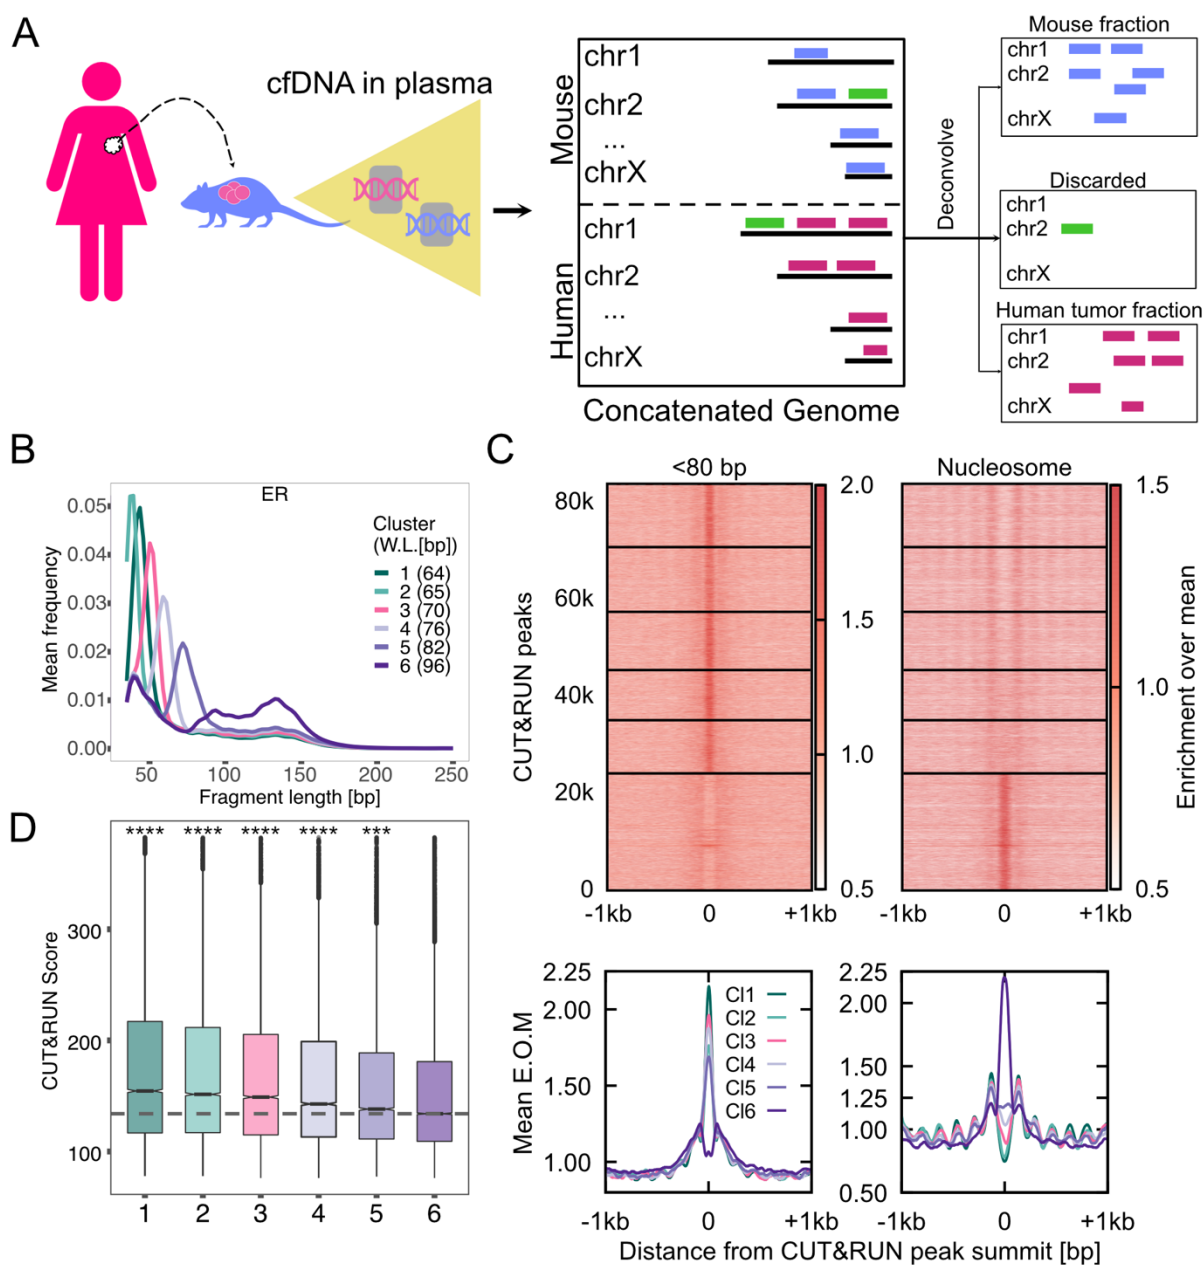 A
cfDNA in plasma
Mouse
chr1
chr2
...
chrX
Human
chr1
chr2
...
chrX
Concatenated Genome
Deconvolve
Mouse fraction
chr1
chr2
chrX
Discarded
chr1
chr2
chrX
Human tumor fraction
chr1
chr2
chrX
B
ER
Mean frequency
0.05
0.04
0.03
0.02
0.01
0.00
50 100 150 200 250
Fragment length [bp]
Cluster
(W.L.[bp])
1 (64)
2 (65)
3 (70)
4 (76)
5 (82)
6 (96)
C
<80 bp
Nucleosome
CUT&RUN peaks
80k
60k
40k
20k
0
2.0
1.5
1.0
0.5
1.5
1.0
0.5
Enrichment over mean
-1kb 0 +1kb
-1kb 0 +1kb
Mean E.O.M
2.25
2.00
1.50
1.00
Cl1
Cl2
Cl3
Cl4
Cl5
Cl6
2.25
2.00
1.50
1.25
1.00
0.50
-1kb 0 +1kb
-1kb 0 +1kb
Distance from CUT&RUN peak summit [bp]
D
**** **** **** **** ***
CUT&RUN Score
300
200
100
1 2 3 4 5 6